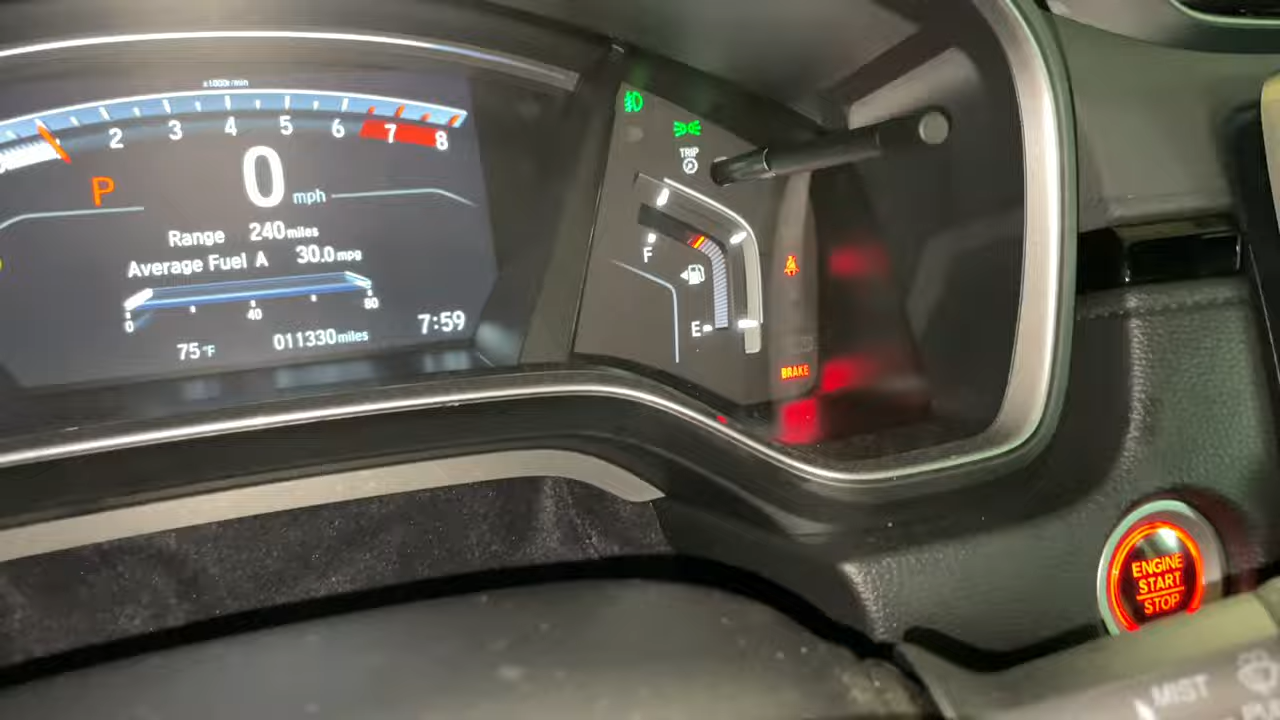 x1000r/min
2 3 4 5 6 7 8
P
0 mph
Range 240 miles
Average Fuel A 30.0 mpg
0 40 80
75°F
011330 miles
7:59
TRIP
F
E
BRAKE
ENGINE
START
STOP
MIST